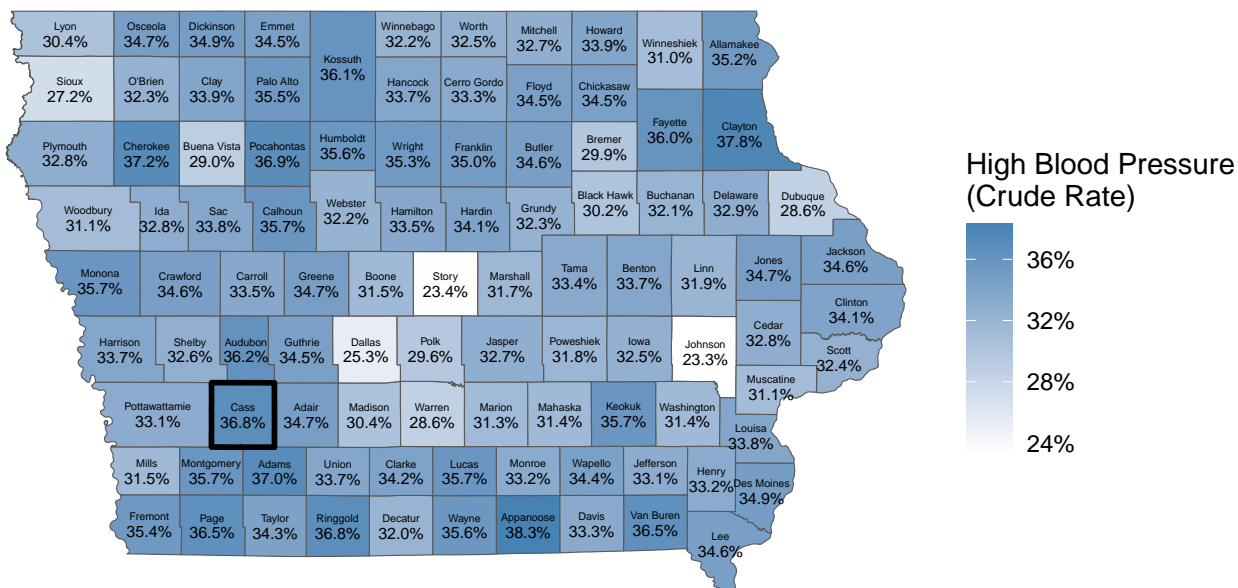 Lyon
30.4%
Osceola
34.7%
Dickinson
34.9%
Emmet
34.5%
Kossuth
36.1%
Winnebago
32.2%
Worth
32.5%
Mitchell
32.7%
Howard
33.9%
Winneshiek
31.0%
Allamakee
35.2%
Sioux
27.2%
O'Brien
32.3%
Clay
33.9%
Palo Alto
35.5%
Hancock
33.7%
Cerro Gordo
33.3%
Floyd
34.5%
Chickasaw
34.5%
Fayette
36.0%
Clayton
37.8%
Plymouth
32.8%
Cherokee
37.2%
Buena Vista
29.0%
Pocahontas
36.9%
Humboldt
35.6%
Wright
35.3%
Franklin
35.0%
Butler
34.6%
Bremer
29.9%
Woodbury
31.1%
Ida
32.8%
Sac
33.8%
Calhoun
35.7%
Webster
32.2%
Hamilton
33.5%
Hardin
34.1%
Grundy
32.3%
Black Hawk
30.2%
Buchanan
32.1%
Delaware
32.9%
Dubuque
28.6%
Monona
35.7%
Crawford
34.6%
Carroll
33.5%
Greene
34.7%
Boone
31.5%
Story
23.4%
Marshall
31.7%
Tama
33.4%
Benton
33.7%
Linn
31.9%
Jones
34.7%
Jackson
34.6%
Clinton
34.1%
Harrison
33.7%
Shelby
32.6%
Audubon
36.2%
Guthrie
34.5%
Dallas
25.3%
Polk
29.6%
Jasper
32.7%
Poweshiek
31.8%
Iowa
32.5%
Johnson
23.3%
Cedar
32.8%
Scott
32.4%
Muscatine
31.1%
Pottawattamie
33.1%
Cass
36.8%
Adair
34.7%
Madison
30.4%
Warren
28.6%
Marion
31.3%
Mahaska
31.4%
Keokuk
35.7%
Washington
31.4%
Louisa
33.8%
Mills
31.5%
Montgomery
35.7%
Adams
37.0%
Union
33.7%
Clarke
34.2%
Lucas
35.7%
Monroe
33.2%
Wapello
34.4%
Jefferson
33.1%
Henry
33.2%
Des Moines
34.9%
Fremont
35.4%
Page
36.5%
Taylor
34.3%
Ringgold
36.8%
Decatur
32.0%
Wayne
35.6%
Appanoose
38.3%
Davis
33.3%
Van Buren
36.5%
Lee
34.6%
High Blood Pressure
(Crude Rate)
36%
32%
28%
24%